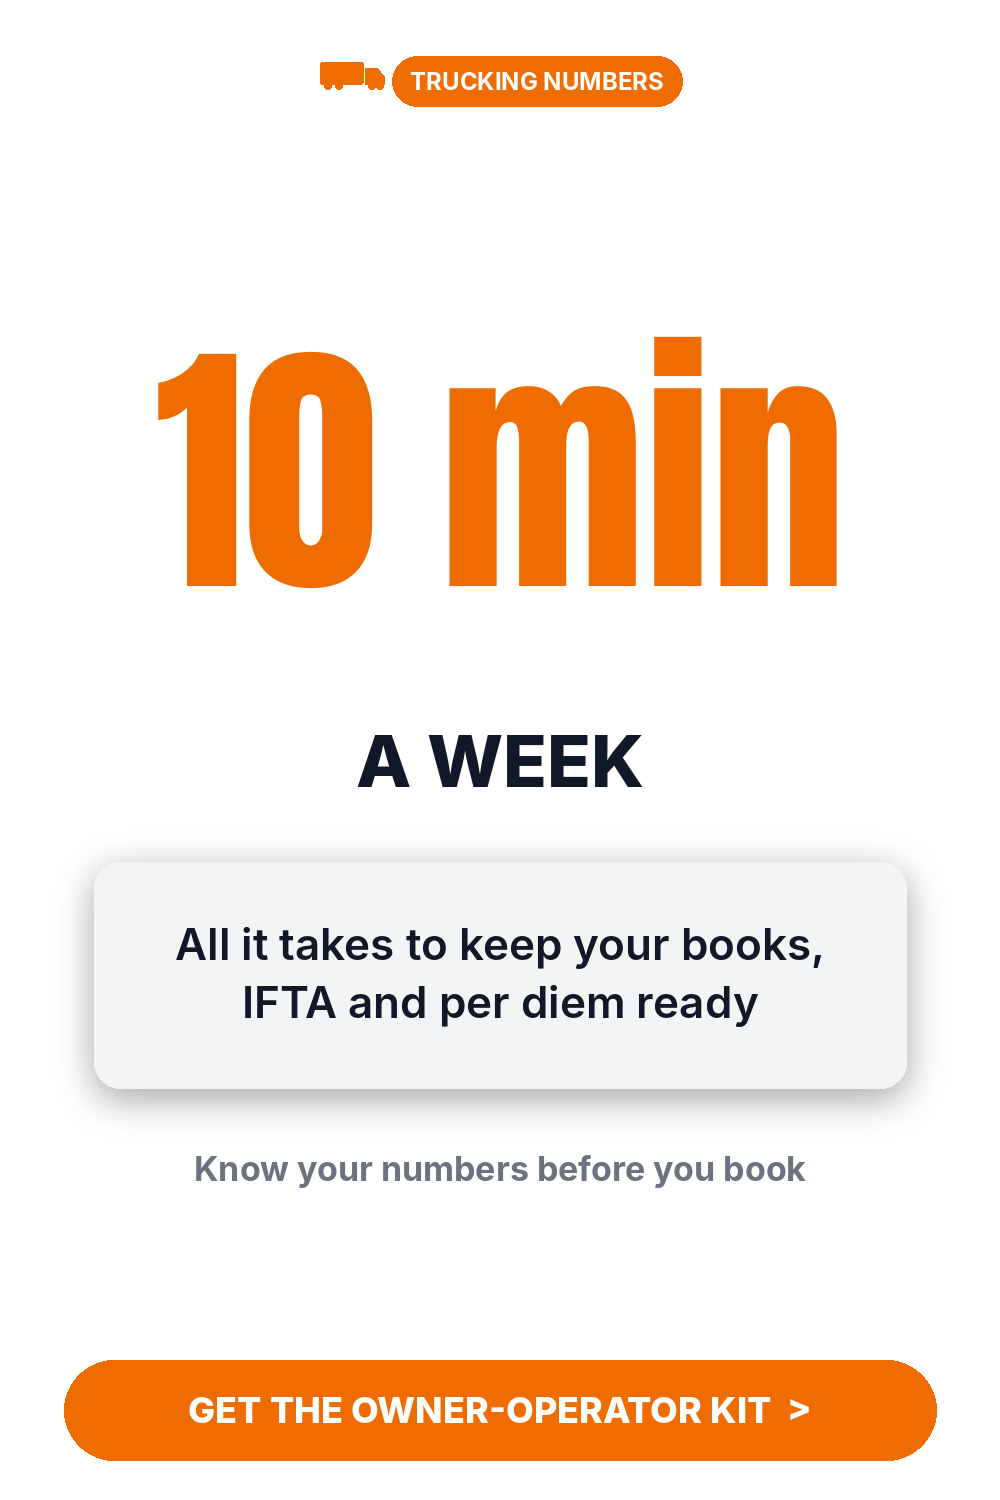 TRUCKING NUMBERS
10 min
A WEEK
All it takes to keep your books,
IFTA and per diem ready
Know your numbers before you book
GET THE OWNER-OPERATOR KIT >